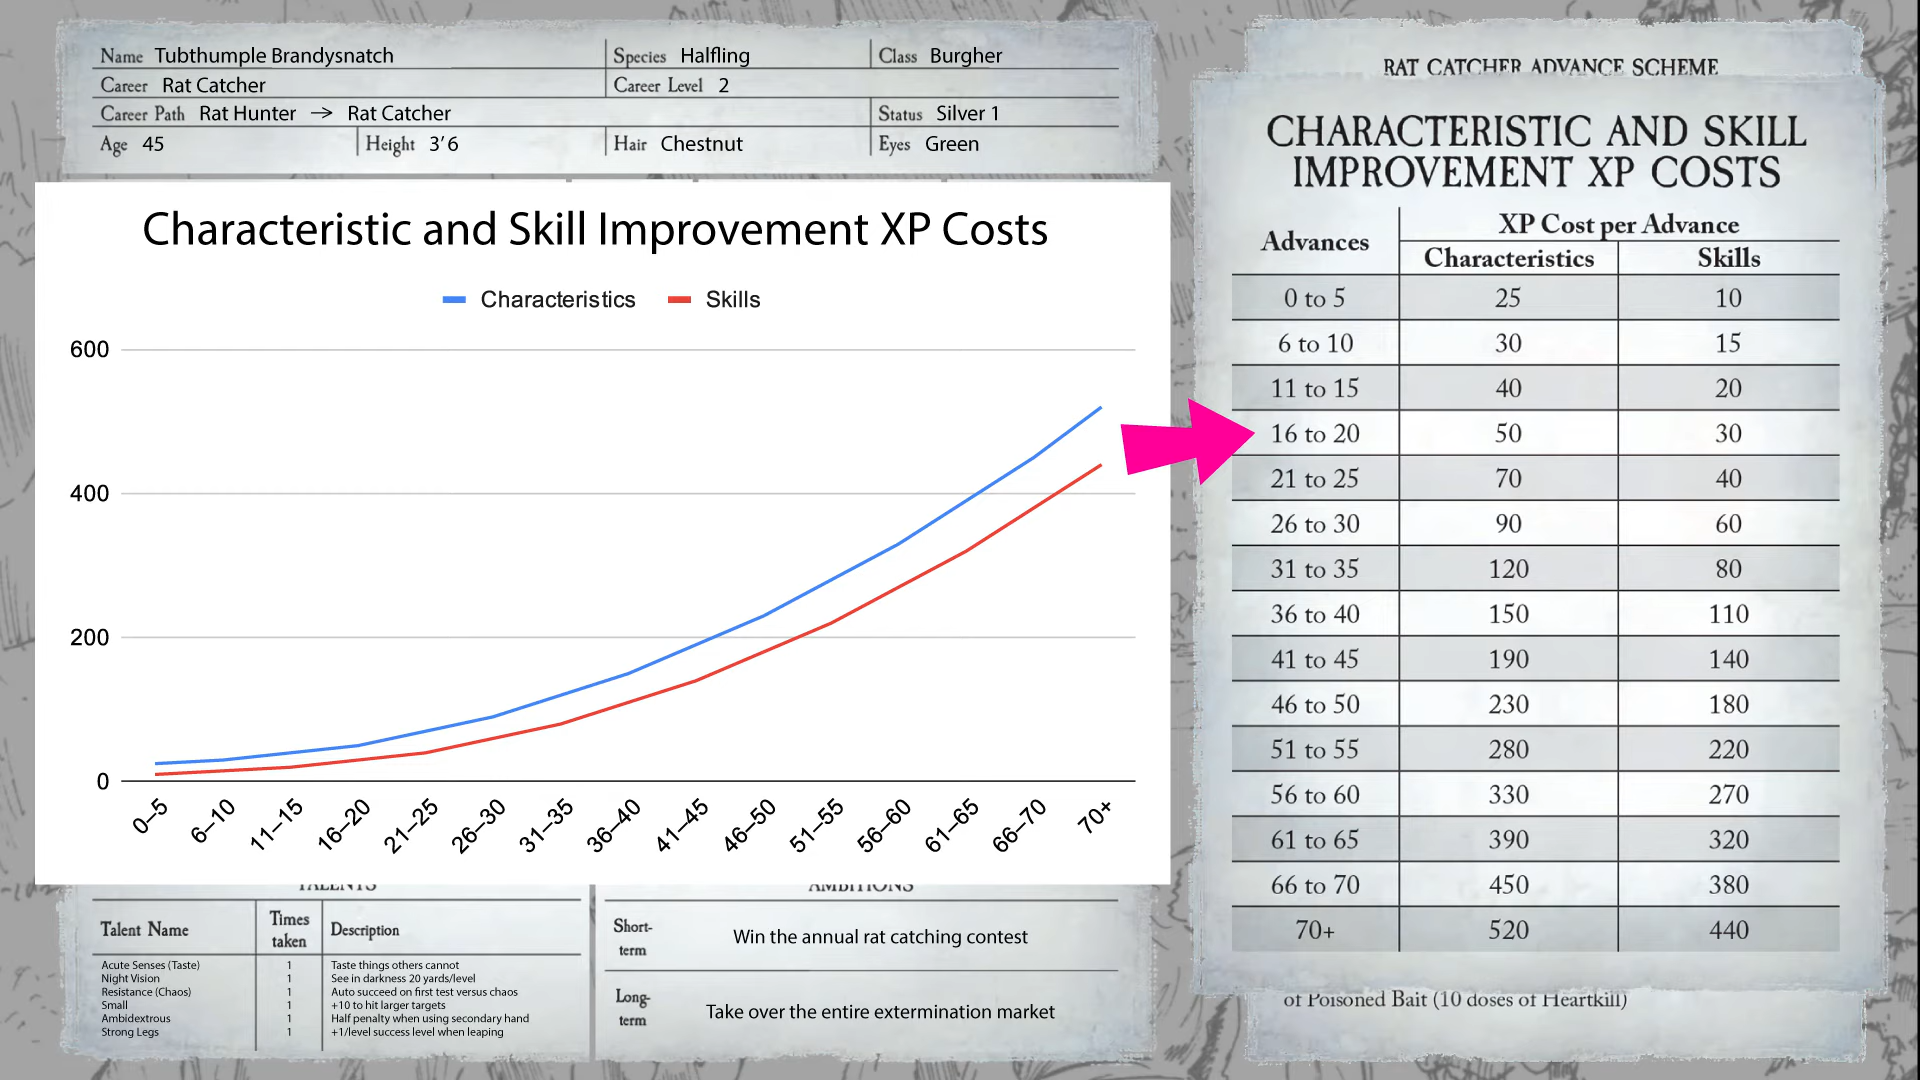 Name Tubthumple Brandysnatch Species Halfling Class Burgher
Career Rat Catcher Career Level 2
Career Path Rat Hunter → Rat Catcher Status Silver 1
Age 45 Height 3’6 Hair Chestnut Eyes Green
Characteristic and Skill Improvement XP Costs
Characteristics Skills
600
400
200
0
0–5 6–10 11–15 16–20 21–25 26–30 31–35 36–40 41–45 46–50 51–55 56–60 61–65 66–70 70+
TALENTS
Talent Name Times taken Description
Acute Senses (Taste) 1 Taste things others cannot
Night Vision 1 See in darkness 20 yards/level
Resistance (Chaos) 1 Auto succeed on first test versus chaos
Small 1 +10 to hit larger targets
Ambidextrous 1 Half penalty when using secondary hand
Strong Legs 1 +1/level success level when leaping
AMBITIONS
Short-term Win the annual rat catching contest
Long-term Take over the entire extermination market
RAT CATCHER ADVANCE SCHEME
CHARACTERISTIC AND SKILL
IMPROVEMENT XP COSTS
Advances XP Cost per Advance
Characteristics Skills
0 to 5 25 10
6 to 10 30 15
11 to 15 40 20
16 to 20 50 30
21 to 25 70 40
26 to 30 90 60
31 to 35 120 80
36 to 40 150 110
41 to 45 190 140
46 to 50 230 180
51 to 55 280 220
56 to 60 330 270
61 to 65 390 320
66 to 70 450 380
70+ 520 440
of Poisoned Bait (10 doses of Heartkill)